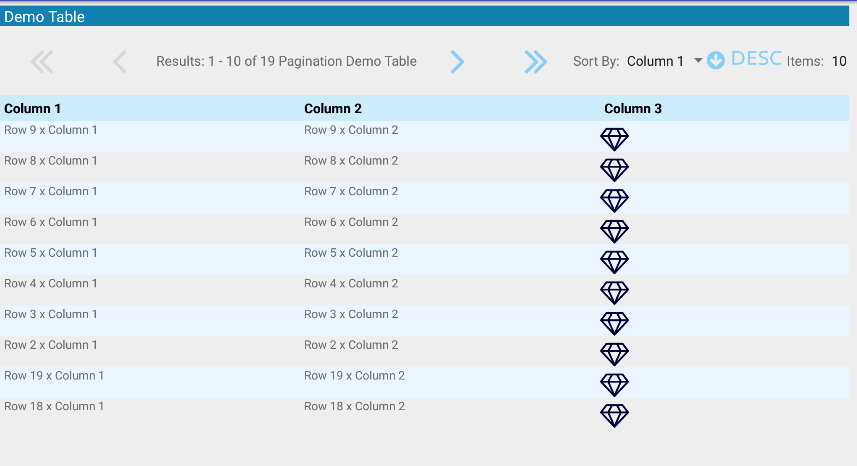 Demo Table
Results: 1 - 10 of 19 Pagination Demo Table Sort By: Column 1 DESC Items: 10
Column 1 Column 2 Column 3
Row 9 x Column 1 Row 9 x Column 2
Row 8 x Column 1 Row 8 x Column 2
Row 7 x Column 1 Row 7 x Column 2
Row 6 x Column 1 Row 6 x Column 2
Row 5 x Column 1 Row 5 x Column 2
Row 4 x Column 1 Row 4 x Column 2
Row 3 x Column 1 Row 3 x Column 2
Row 2 x Column 1 Row 2 x Column 2
Row 19 x Column 1 Row 19 x Column 2
Row 18 x Column 1 Row 18 x Column 2